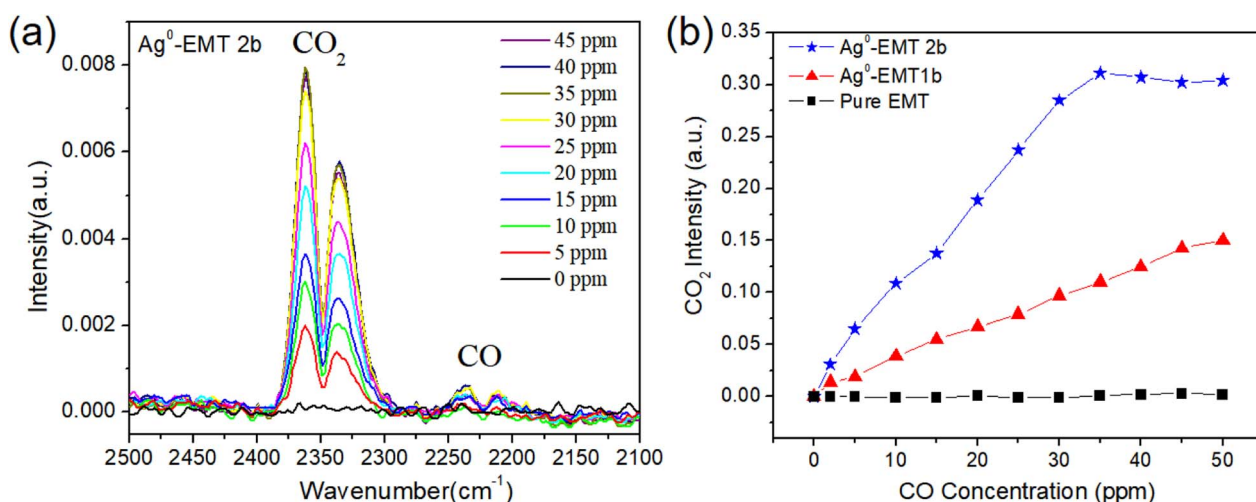 (a)
Ag⁰-EMT 2b
CO₂
CO
45 ppm
40 ppm
35 ppm
30 ppm
25 ppm
20 ppm
15 ppm
10 ppm
5 ppm
0 ppm
0.008
0.006
0.004
0.002
0.000
Intensity(a.u.)
2500 2450 2400 2350 2300 2250 2200 2150 2100
Wavenumber(cm⁻¹)
(b)
Ag⁰-EMT 2b
Ag⁰-EMT1b
Pure EMT
0.35
0.30
0.25
0.20
0.15
0.10
0.05
0.00
CO₂ Intensity (a.u.)
0 10 20 30 40 50
CO Concentration (ppm)